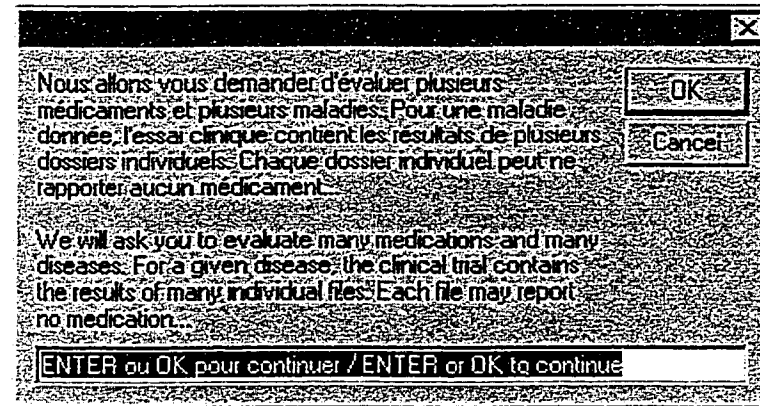 Nous allons vous demander d'évaluer plusieurs
médicaments et plusieurs maladies. Pour une maladie
donnée, l'essai clinique contient les résultats de plusieurs
dossiers individuels. Chaque dossier individuel peut ne
rapporter aucun médicament...
OK
Cancel
We will ask you to evaluate many medications and many
diseases. For a given disease, the clinical trial contains
the results of many individual files. Each file may report
no medication...
ENTER ou OK pour continuer / ENTER or OK to continue